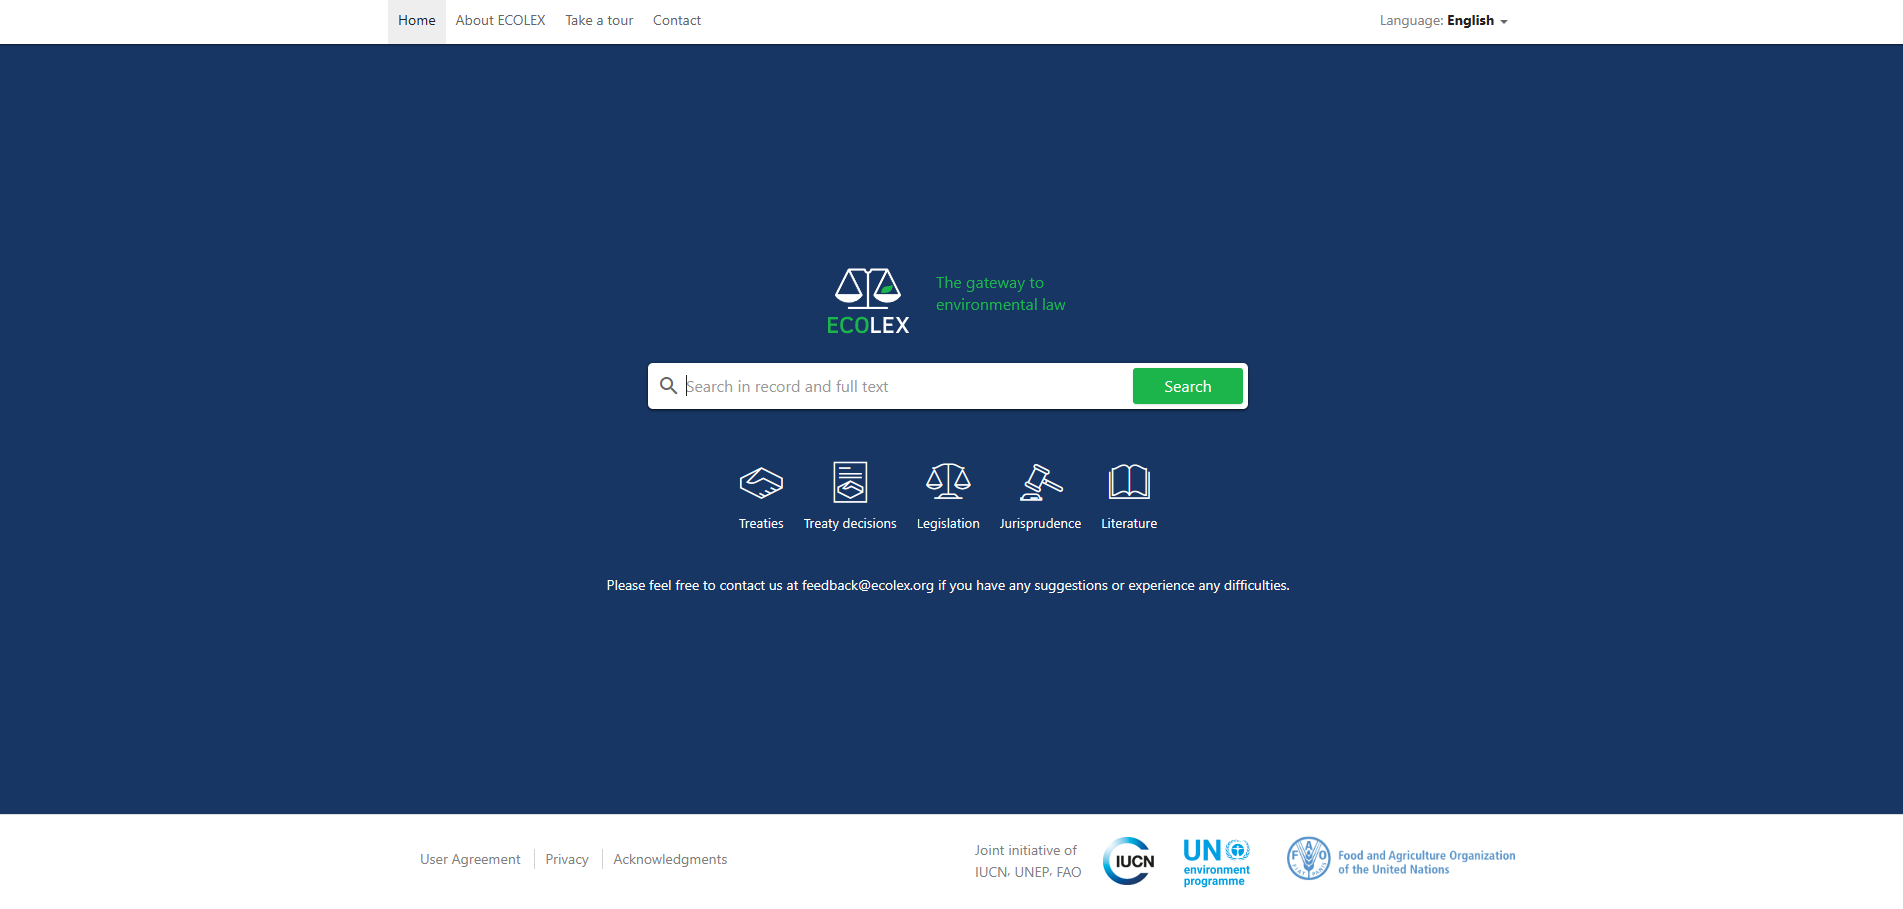 Home About ECOLEX Take a tour Contact Language: English
The gateway to
environmental law
ECOLEX
Search in record and full text Search
Treaties Treaty decisions Legislation Jurisprudence Literature
Please feel free to contact us at feedback@ecolex.org if you have any suggestions or experience any difficulties.
User Agreement Privacy Acknowledgments
Joint initiative of
IUCN, UNEP, FAO
IUCN
UN
environment
programme
F A O
FIAT PANIS
Food and Agriculture Organization
of the United Nations